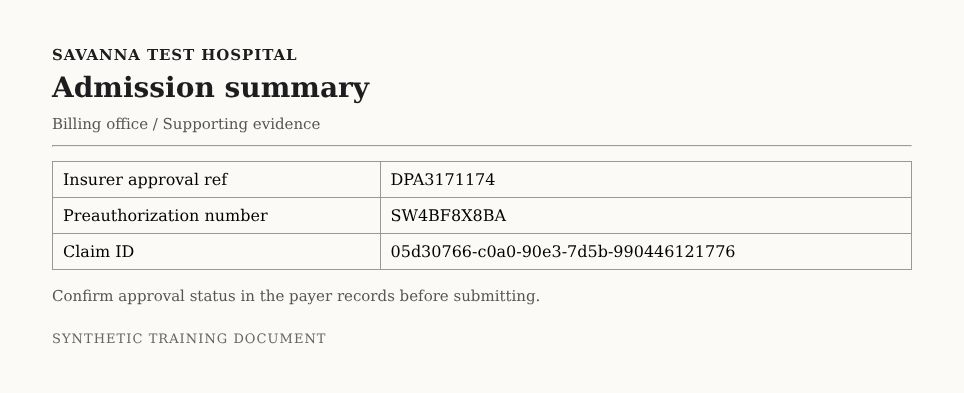 SAVANNA TEST HOSPITAL
Admission summary
Billing office / Supporting evidence
Insurer approval ref DPA3171174
Preauthorization number SW4BF8X8BA
Claim ID 05d30766-c0a0-90e3-7d5b-990446121776
Confirm approval status in the payer records before submitting.
SYNTHETIC TRAINING DOCUMENT